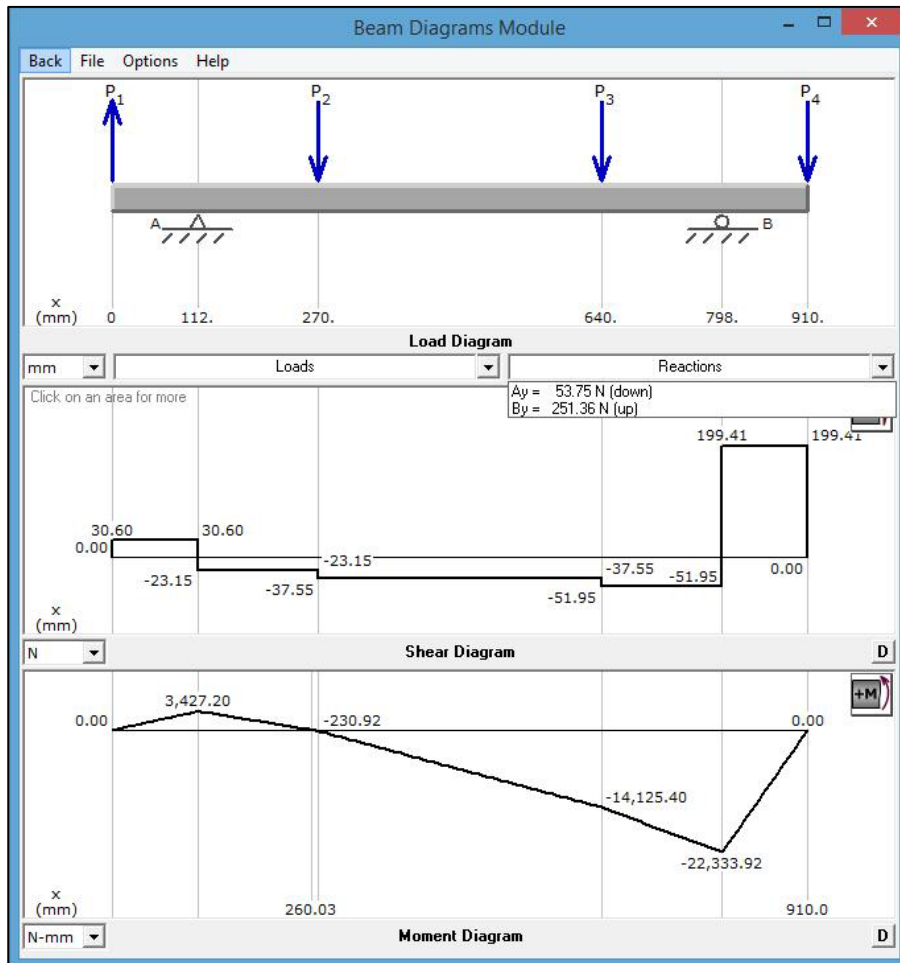 Beam Diagrams Module
Back File Options Help
P1 P2 P3 P4
A B
x
(mm) 0 112. 270. 640. 798. 910.
Load Diagram
mm Loads Reactions
Click on an area for more
Ay = 53.75 N (down)
By = 251.36 N (up)
199.41 199.41
30.60 30.60
0.00 -23.15 -37.55 0.00
-23.15 -37.55 -51.95 -51.95
x
(mm)
N Shear Diagram D
+M
3,427.20
0.00 -230.92 0.00
-14,125.40
-22,333.92
x
(mm) 260.03 910.0
N-mm Moment Diagram D